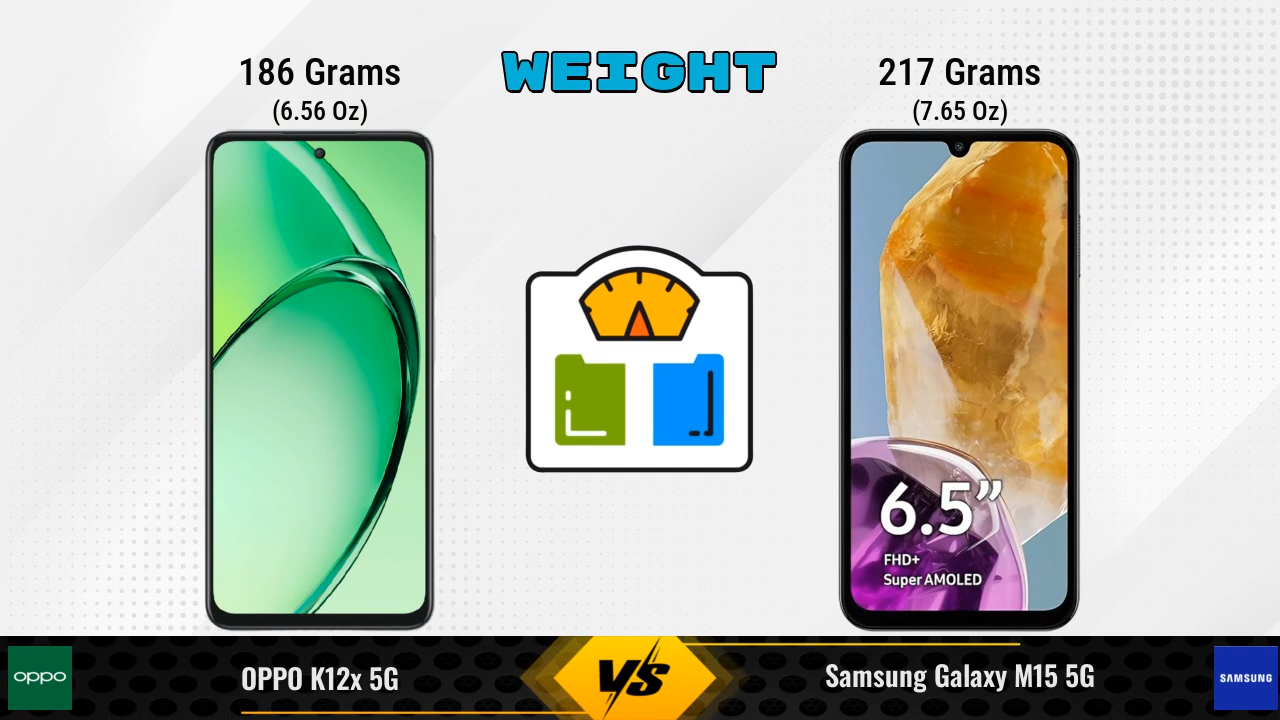 WEIGHT
186 Grams
(6.56 Oz)
217 Grams
(7.65 Oz)
6.5”
FHD+
Super AMOLED
oppo
OPPO K12x 5G
VS
Samsung Galaxy M15 5G
SAMSUNG